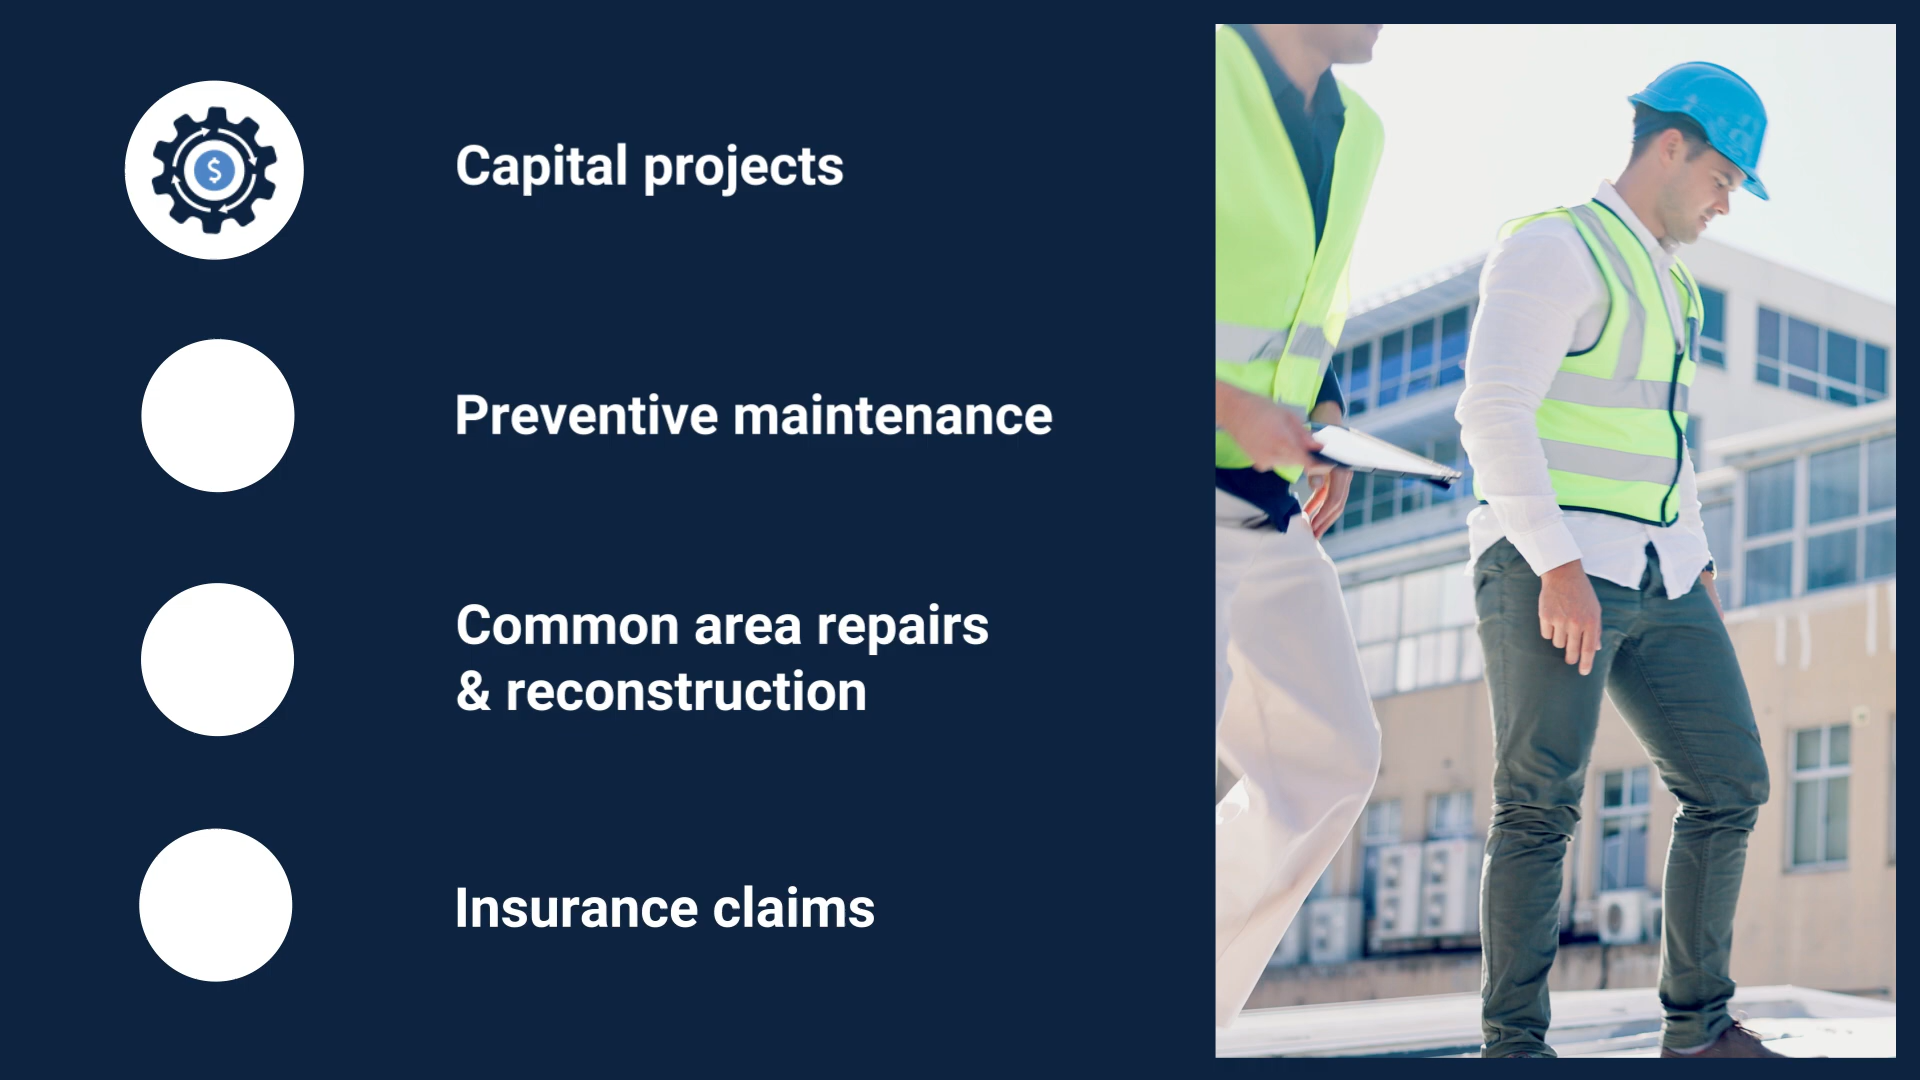 $
Capital projects
Preventive maintenance
Common area repairs
& reconstruction
Insurance claims